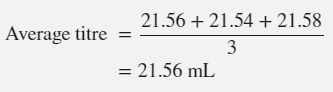 Average titre = 21.56 + 21.54 + 21.58
3
= 21.56 mL